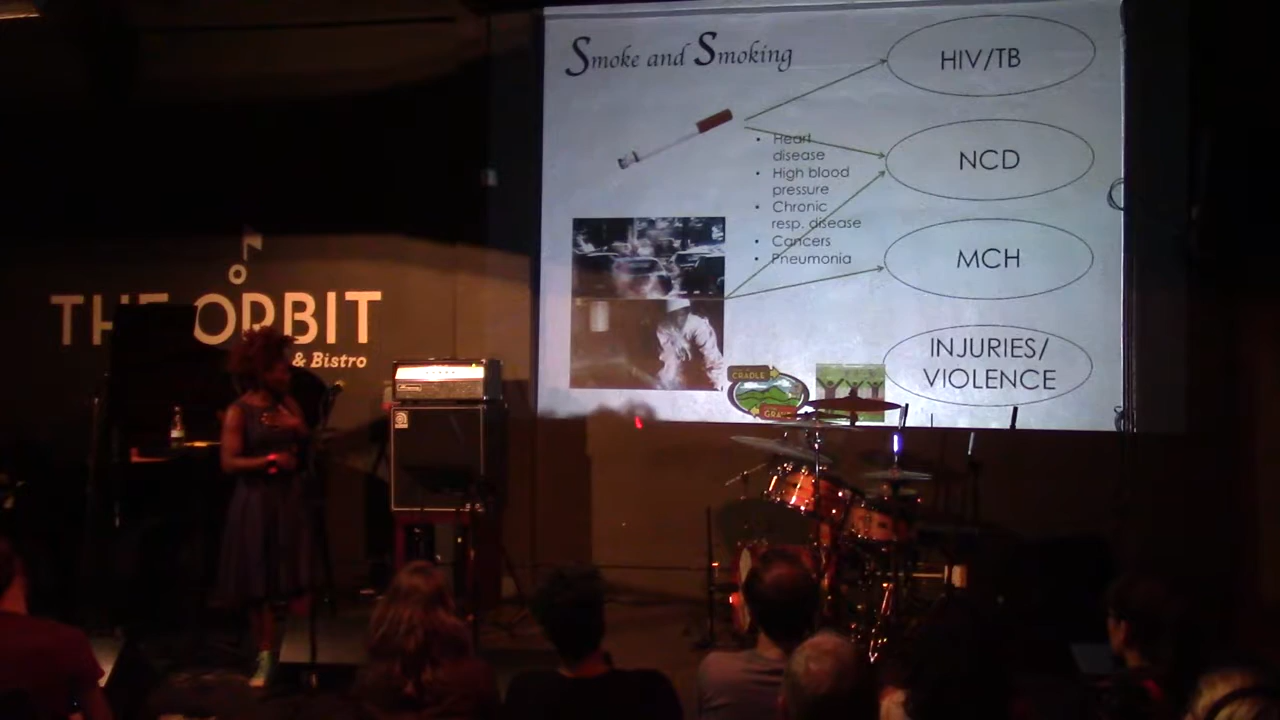 Smoke and Smoking
HIV/TB
• Heart
disease
• High blood
pressure
• Chronic
resp. disease
• Cancers
• Pneumonia
NCD
MCH
INJURIES/
VIOLENCE
CRADLE
THE ORBIT
& Bistro